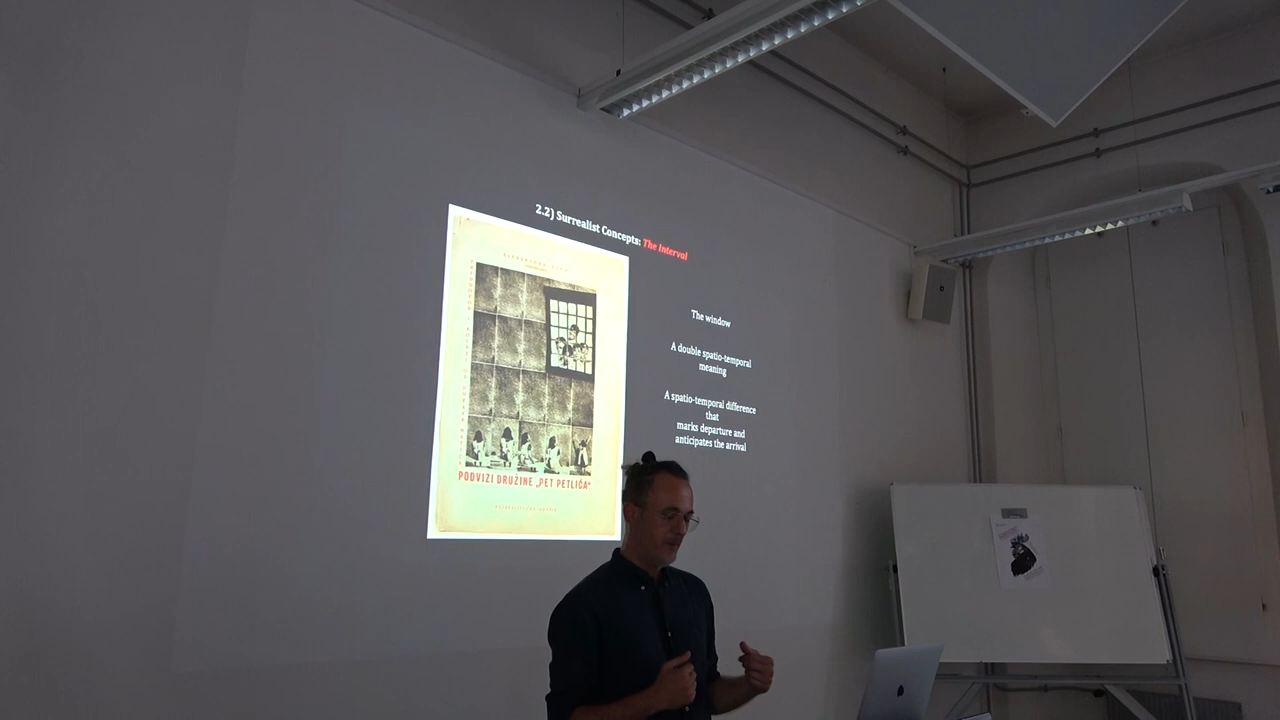 2.2) Surrealist Concepts: The Interval
The window
A double spatio-temporal
meaning
A spatio-temporal difference
that
marks departure and
anticipates the arrival
PODVIZI DRUŽINE „PET PETLIĆA“